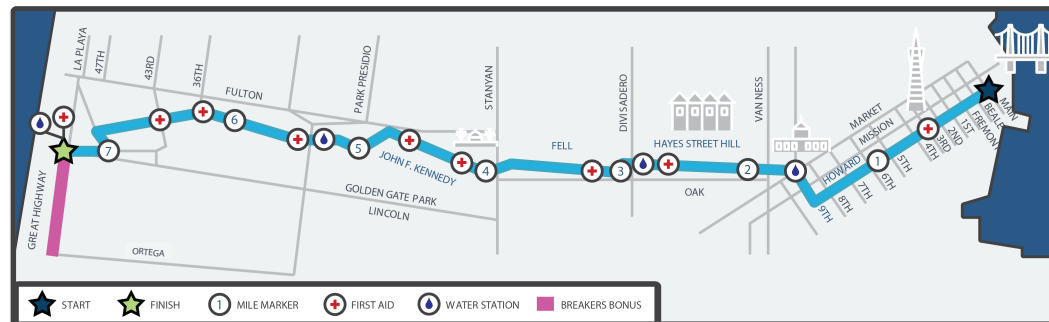 LA PLAYA
47TH
43RD
36TH
FULTON
PARK PRESIDIO
STANYAN
DIVISADERO
VAN NESS
MARKET
MISSION
HOWARD
MAIN
BEALE
FREMONT
1ST
2ND
3RD
4TH
5TH
6TH
7TH
8TH
9TH
1
2
3
4
5
6
7
FELL
HAYES STREET HILL
OAK
JOHN F. KENNEDY
GOLDEN GATE PARK
LINCOLN
GREAT HIGHWAY
ORTEGA
START
FINISH
1 MILE MARKER
FIRST AID
WATER STATION
BREAKERS BONUS